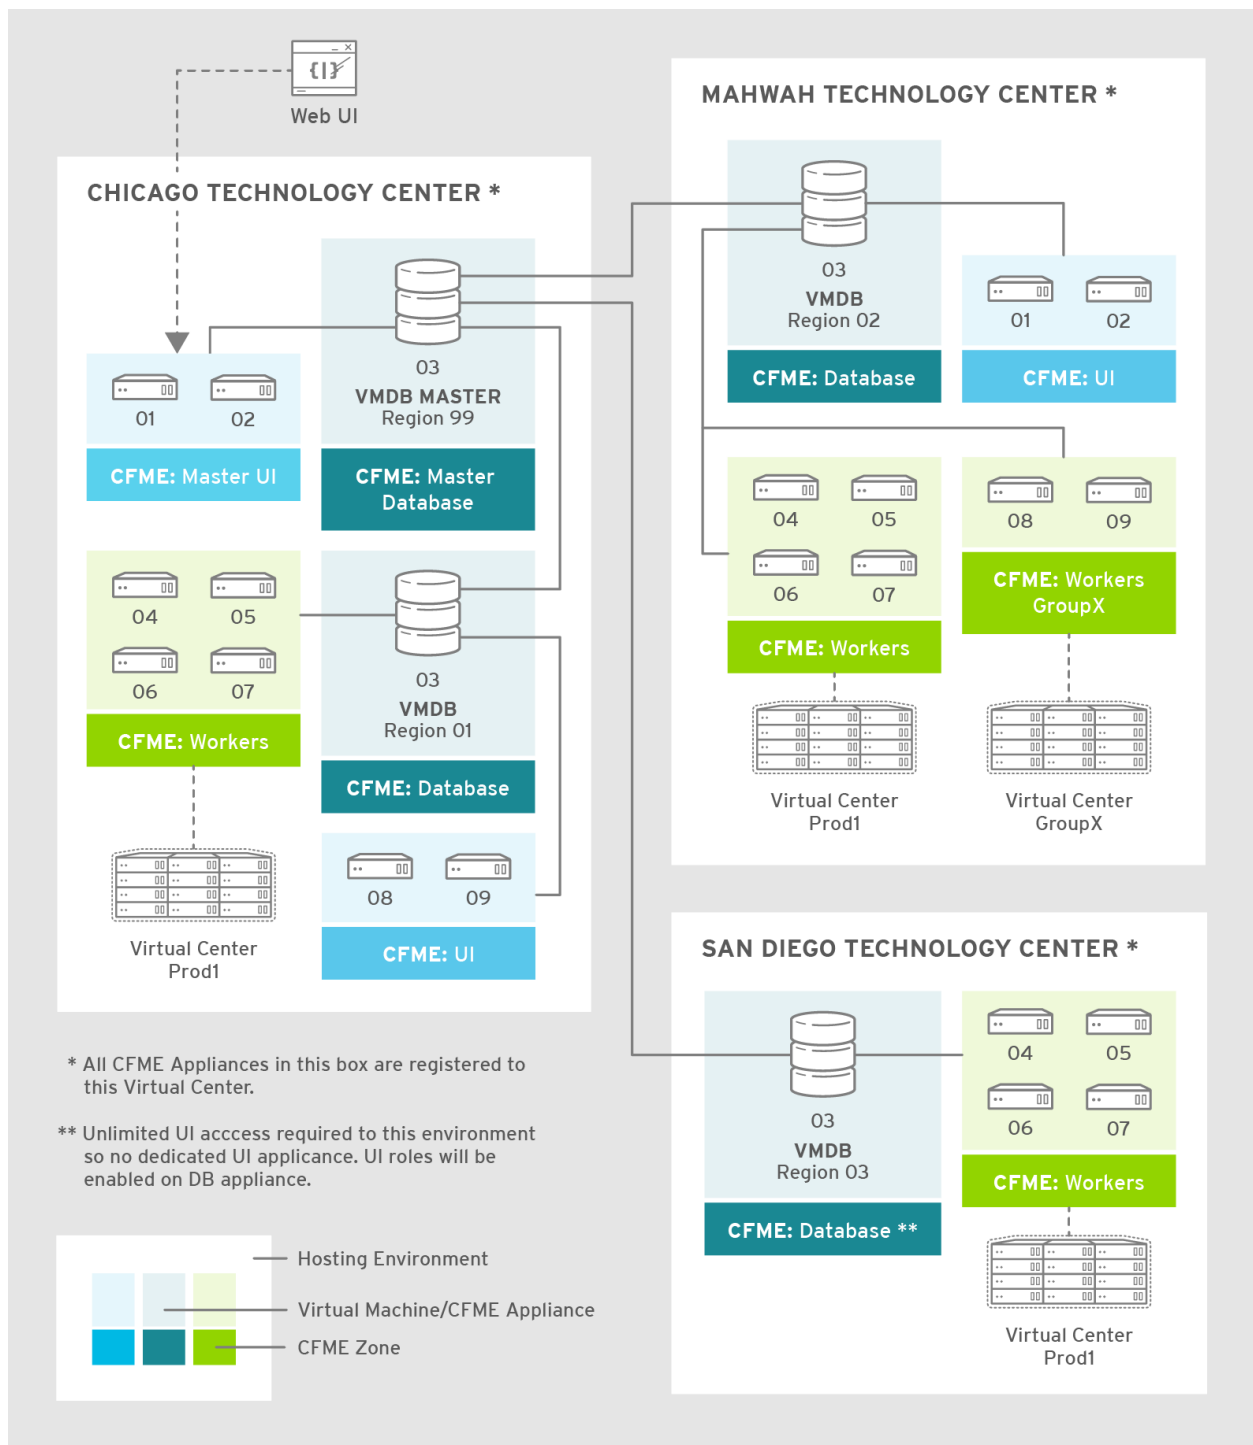 {|}
Web UI
CHICAGO TECHNOLOGY CENTER *
03
VMDB MASTER
Region 99
01
02
CFME: Master UI
CFME: Master
Database
04
05
06
07
CFME: Workers
03
VMDB
Region 01
CFME: Database
08
09
CFME: UI
Virtual Center
Prod1
MAHWAH TECHNOLOGY CENTER *
03
VMDB
Region 02
CFME: Database
01
02
CFME: UI
04
05
06
07
CFME: Workers
08
09
CFME: Workers
GroupX
Virtual Center
Prod1
Virtual Center
GroupX
SAN DIEGO TECHNOLOGY CENTER *
03
VMDB
Region 03
CFME: Database **
04
05
06
07
CFME: Workers
Virtual Center
Prod1
* All CFME Appliances in this box are registered to
this Virtual Center.
** Unlimited UI acccess required to this environment
so no dedicated UI applicance. UI roles will be
enabled on DB appliance.
Hosting Environment
Virtual Machine/CFME Appliance
CFME Zone